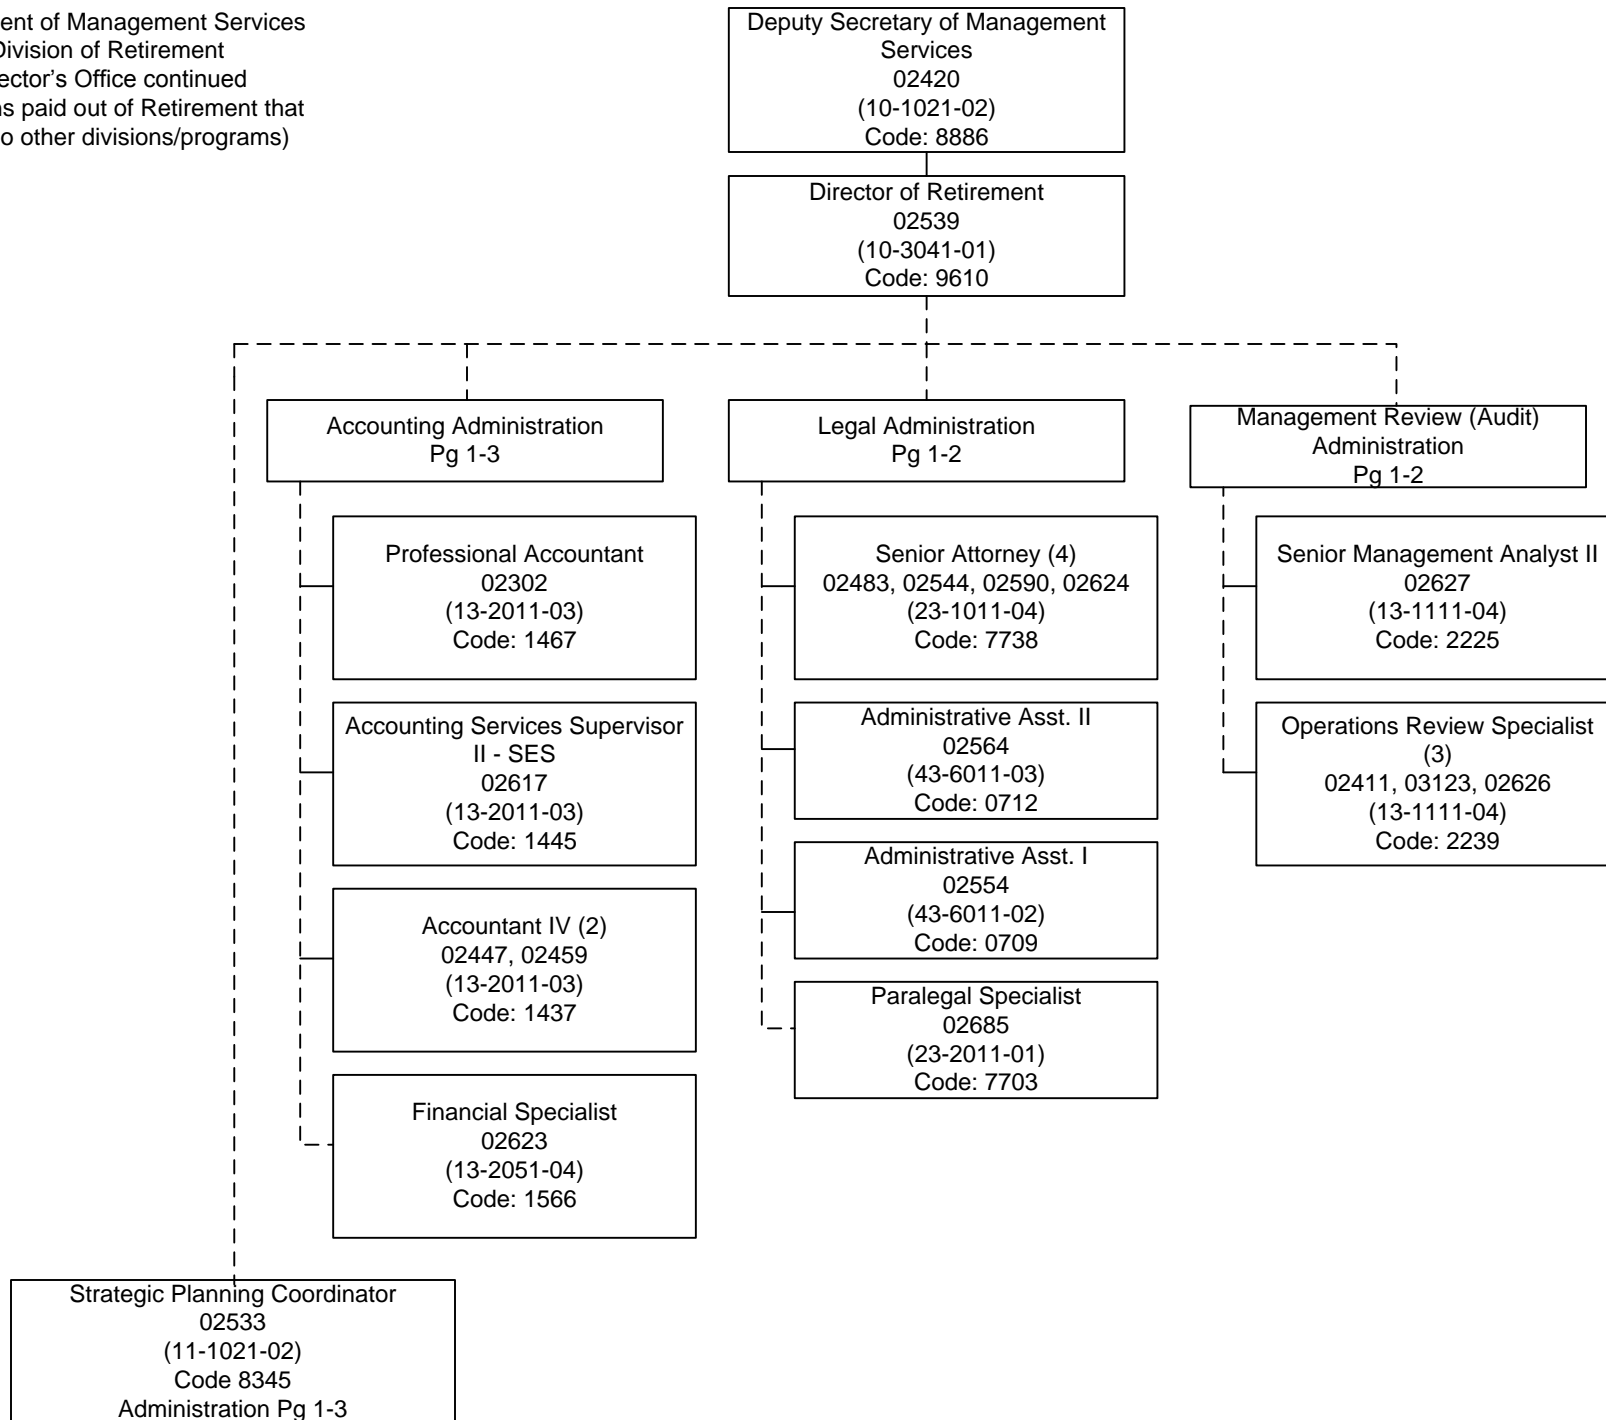 of Management Services
Division of Retirement
Office continued
paid out of Retirement that
other divisions/programs)
Deputy Secretary of Management
Services
02420
(10-1021-02)
Code: 8886
Director of Retirement
02539
(10-3041-01)
Code: 9610
Accounting Administration
Pg 1-3
Legal Administration
Pg 1-2
Management Review (Audit)
Administration
Pg 1-2
Professional Accountant
02302
(13-2011-03)
Code: 1467
Accounting Services Supervisor
II - SES
02617
(13-2011-03)
Code: 1445
Accountant IV (2)
02447, 02459
(13-2011-03)
Code: 1437
Financial Specialist
02623
(13-2051-04)
Code: 1566
Senior Attorney (4)
02483, 02544, 02590, 02624
(23-1011-04)
Code: 7738
Administrative Asst. II
02564
(43-6011-03)
Code: 0712
Administrative Asst. I
02554
(43-6011-02)
Code: 0709
Paralegal Specialist
02685
(23-2011-01)
Code: 7703
Senior Management Analyst II
02627
(13-1111-04)
Code: 2225
Operations Review Specialist
(3)
02411, 03123, 02626
(13-1111-04)
Code: 2239
Strategic Planning Coordinator
02533
(11-1021-02)
Code 8345
Administration Pg 1-3